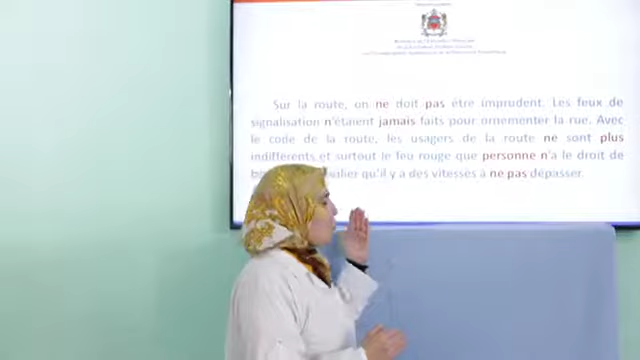 Sur la route, on ne doit pas être imprudent. Les feux de
signalisation n'étaient jamais faits pour ornementer la rue. Avec
le code de la route, les usagers de la route ne sont plus
indifférents et surtout le feu rouge que personne n'a le droit de
qu'il y a des vitesses à ne pas dépasser.